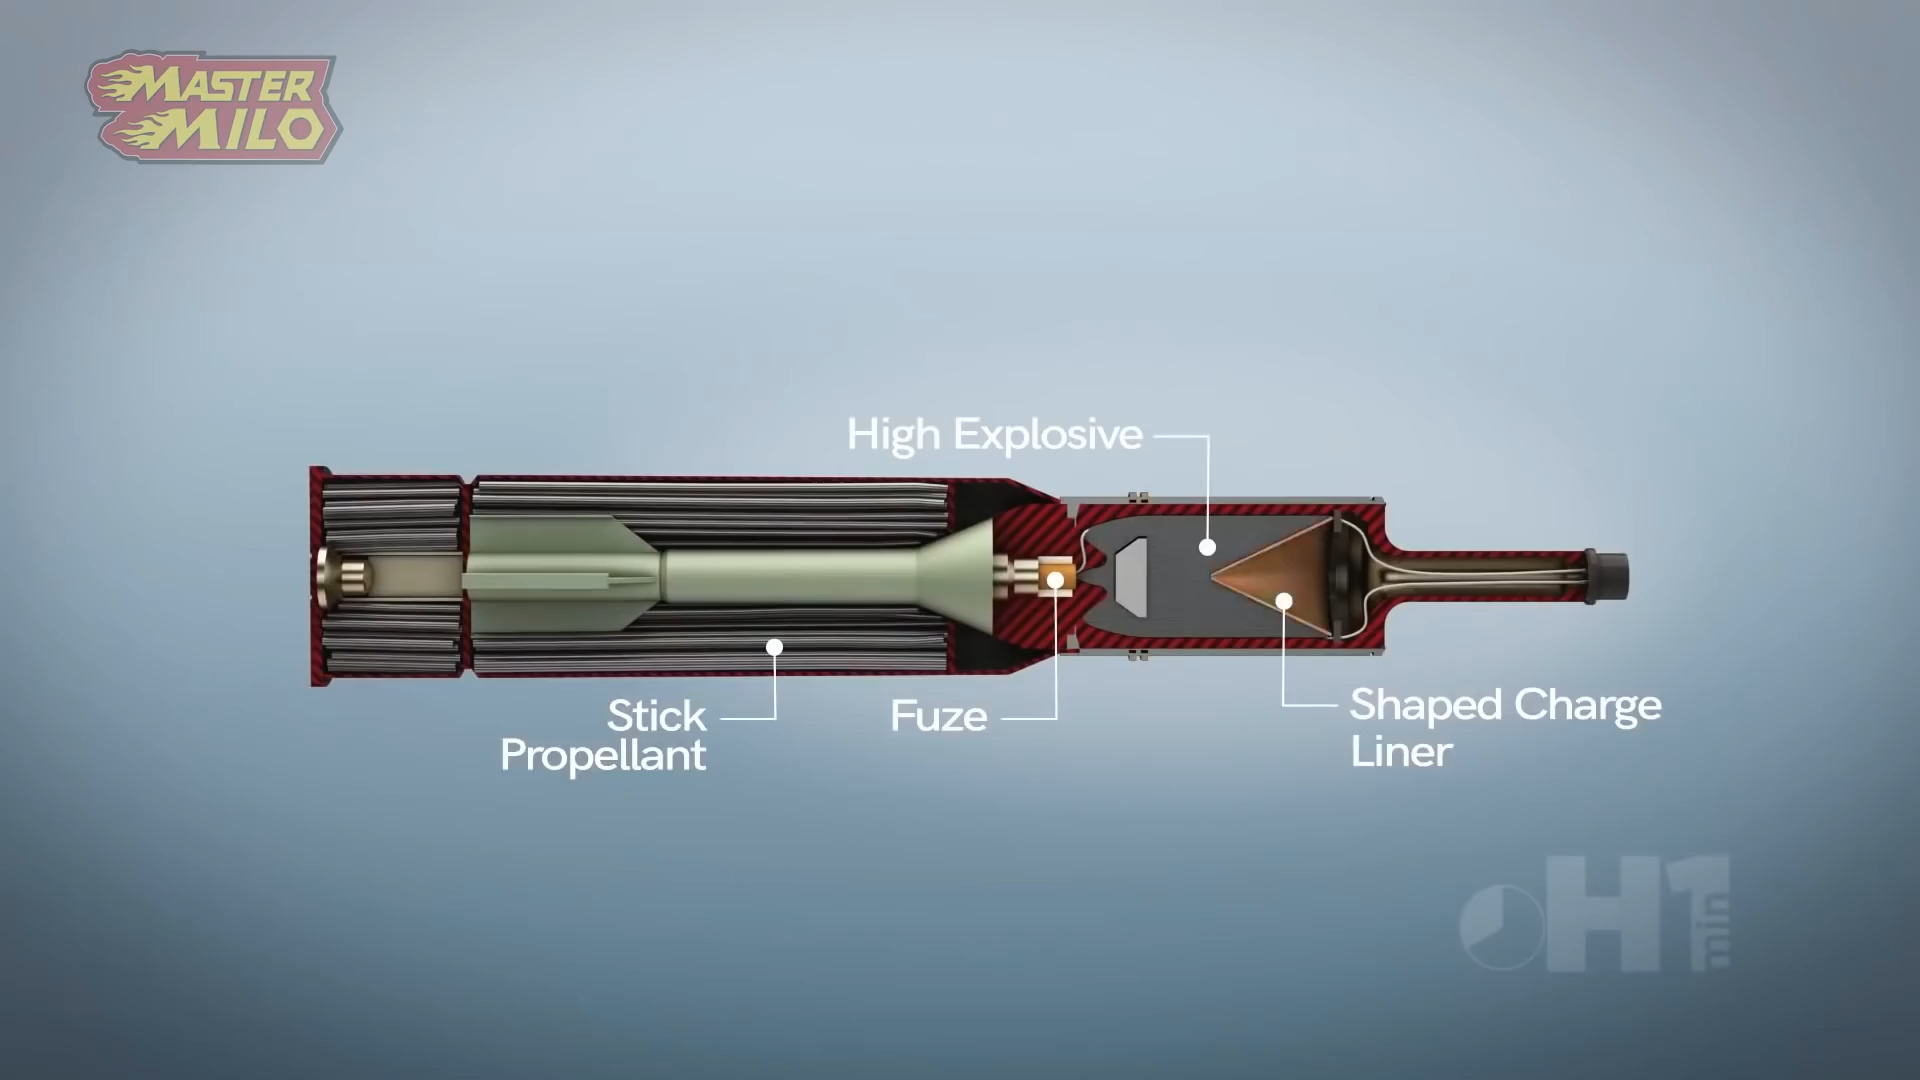 MASTER
MILO
High Explosive
Stick
Propellant
Fuze
Shaped Charge
Liner
H1
min